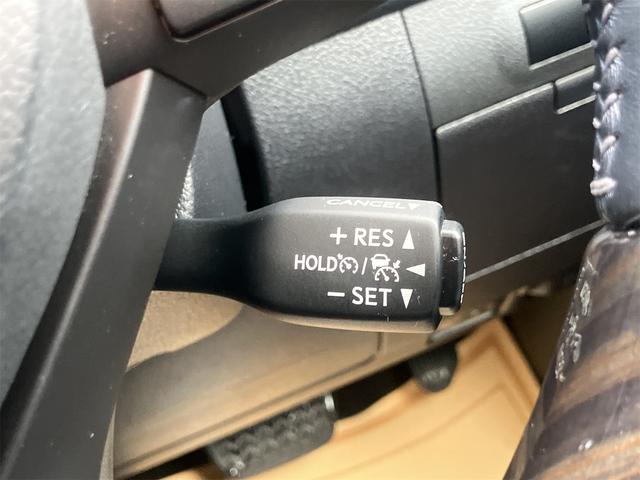 CANCEL▼
+ RES ▲
HOLD / ◀
− SET ▼